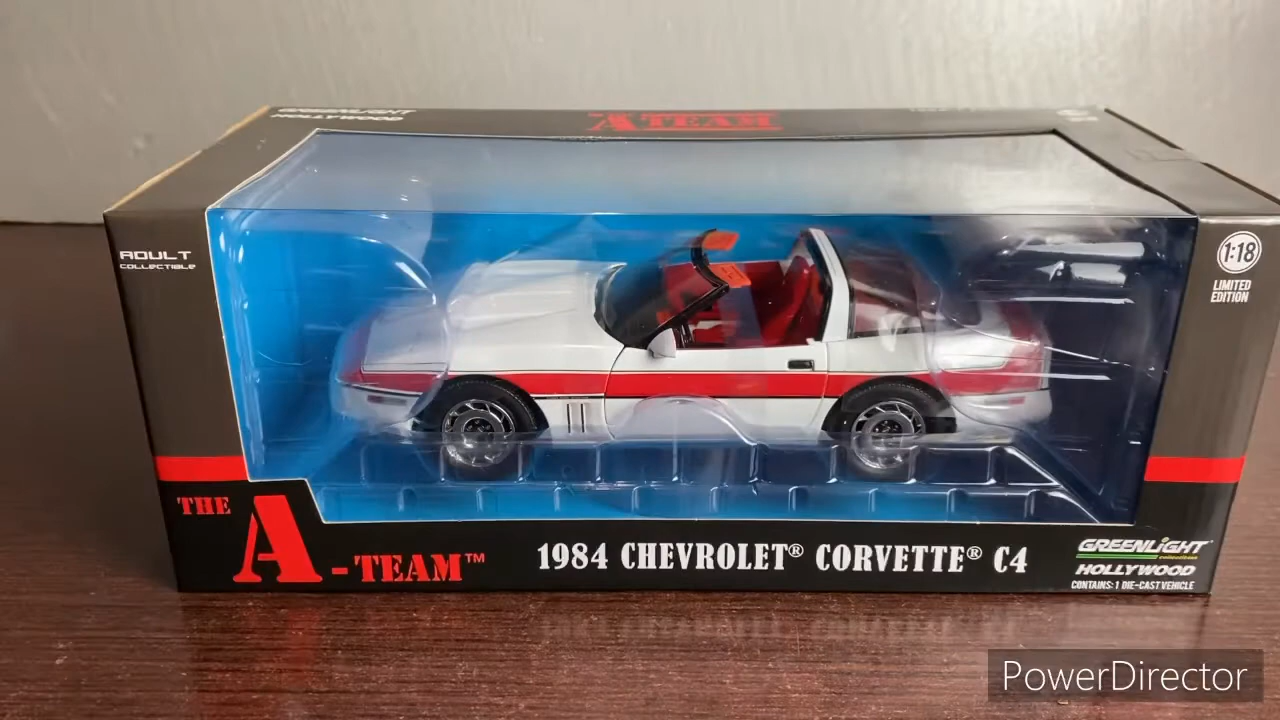 GREENLIGHT
HOLLYWOOD
A-TEAM
ADULT
COLLECTIBLE
1:18
LIMITED
EDITION
THE A-TEAM™
1984 CHEVROLET® CORVETTE® C4
GREENLIGHT
collectibles
HOLLYWOOD
CONTAINS: 1 DIE-CAST VEHICLE
PowerDirector